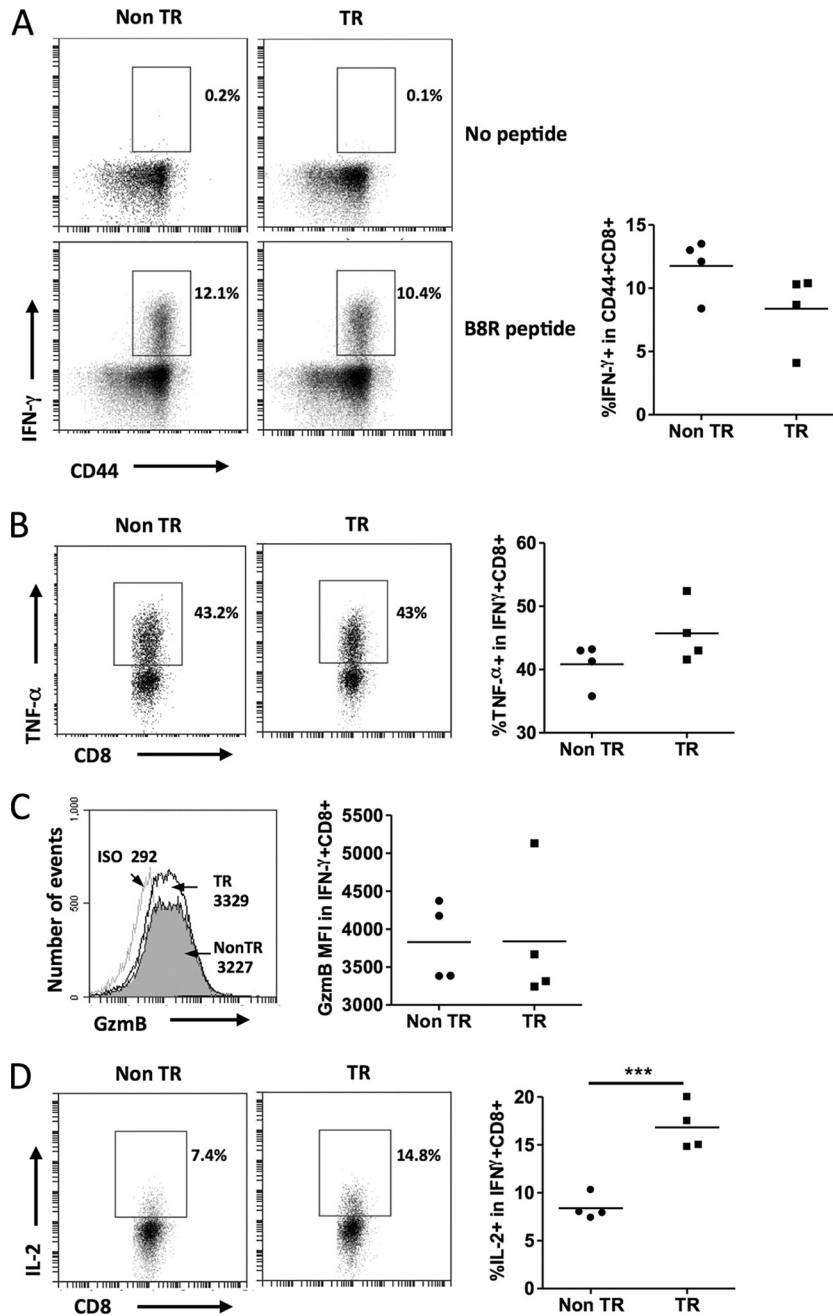 A
Non TR
TR
0.2%
0.1%
No peptide
12.1%
10.4%
B8R peptide
IFN-γ
CD44
%IFN-γ+ in CD44+CD8+
15
10
5
0
Non TR
TR
B
Non TR
TR
43.2%
43%
TNF-α
CD8
%TNF-α+ in IFNγ+CD8+
60
50
40
30
Non TR
TR
C
Number of events
1,000
500
0
ISO 292
TR
3329
NonTR
3227
GzmB
GzmB MFI in IFN-γ+CD8+
5500
5000
4500
4000
3500
3000
Non TR
TR
D
Non TR
TR
7.4%
14.8%
IL-2
CD8
%IL-2+ in IFNγ+CD8+
20
15
10
5
0
***
Non TR
TR